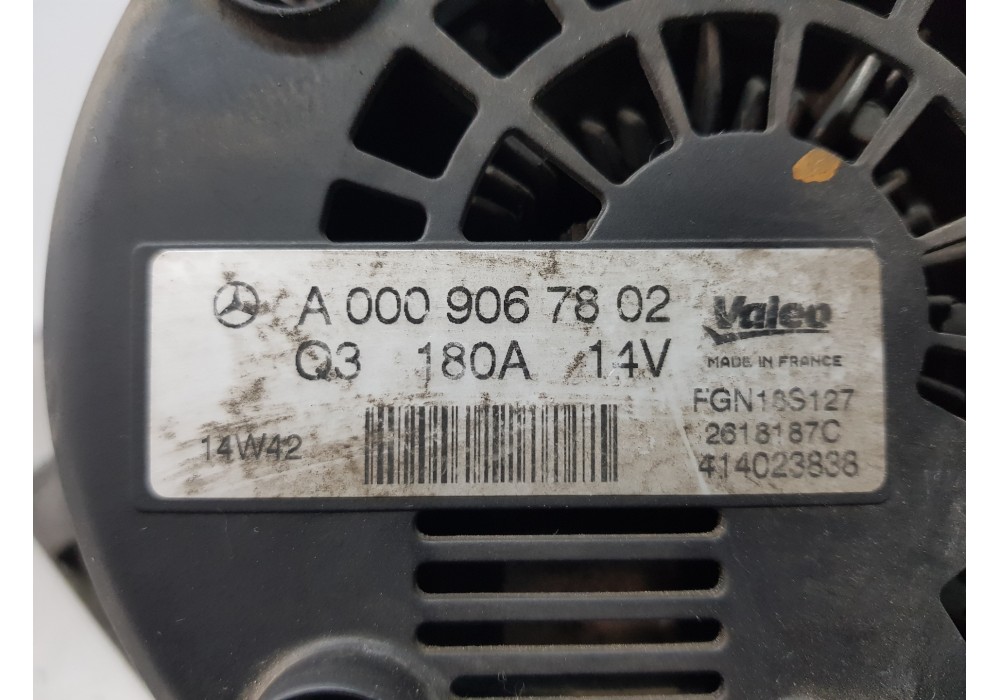 A 000 906 78 02
Valeo
Q3 180A 14V
MADE IN FRANCE
FGN18S127
14W42
2618187C
414023838